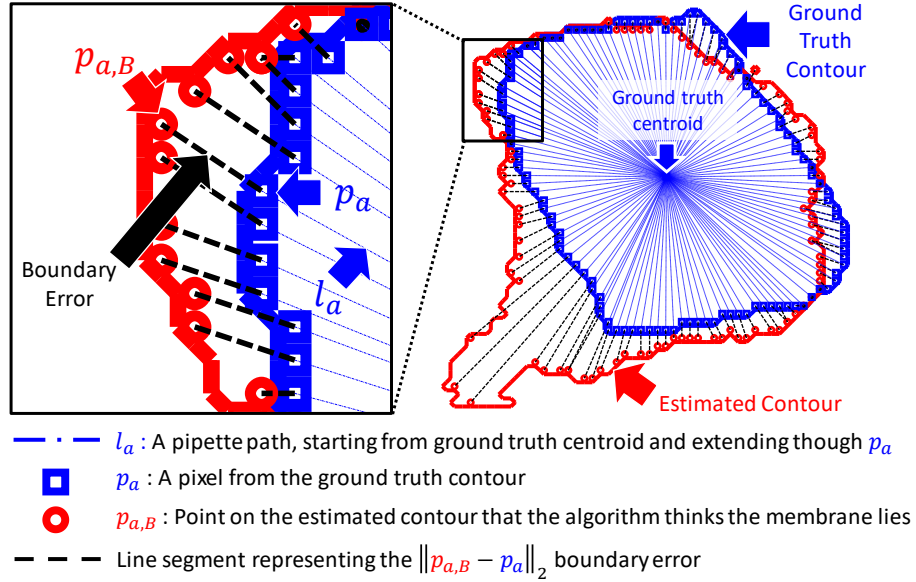 p_{a,B}
p_a
l_a
Boundary
Error
Ground
Truth
Contour
Ground truth
centroid
Estimated Contour
l_a : A pipette path, starting from ground truth centroid and extending though p_a
p_a : A pixel from the ground truth contour
p_{a,B} : Point on the estimated contour that the algorithm thinks the membrane lies
Line segment representing the ‖p_{a,B} − p_a‖_2 boundary error